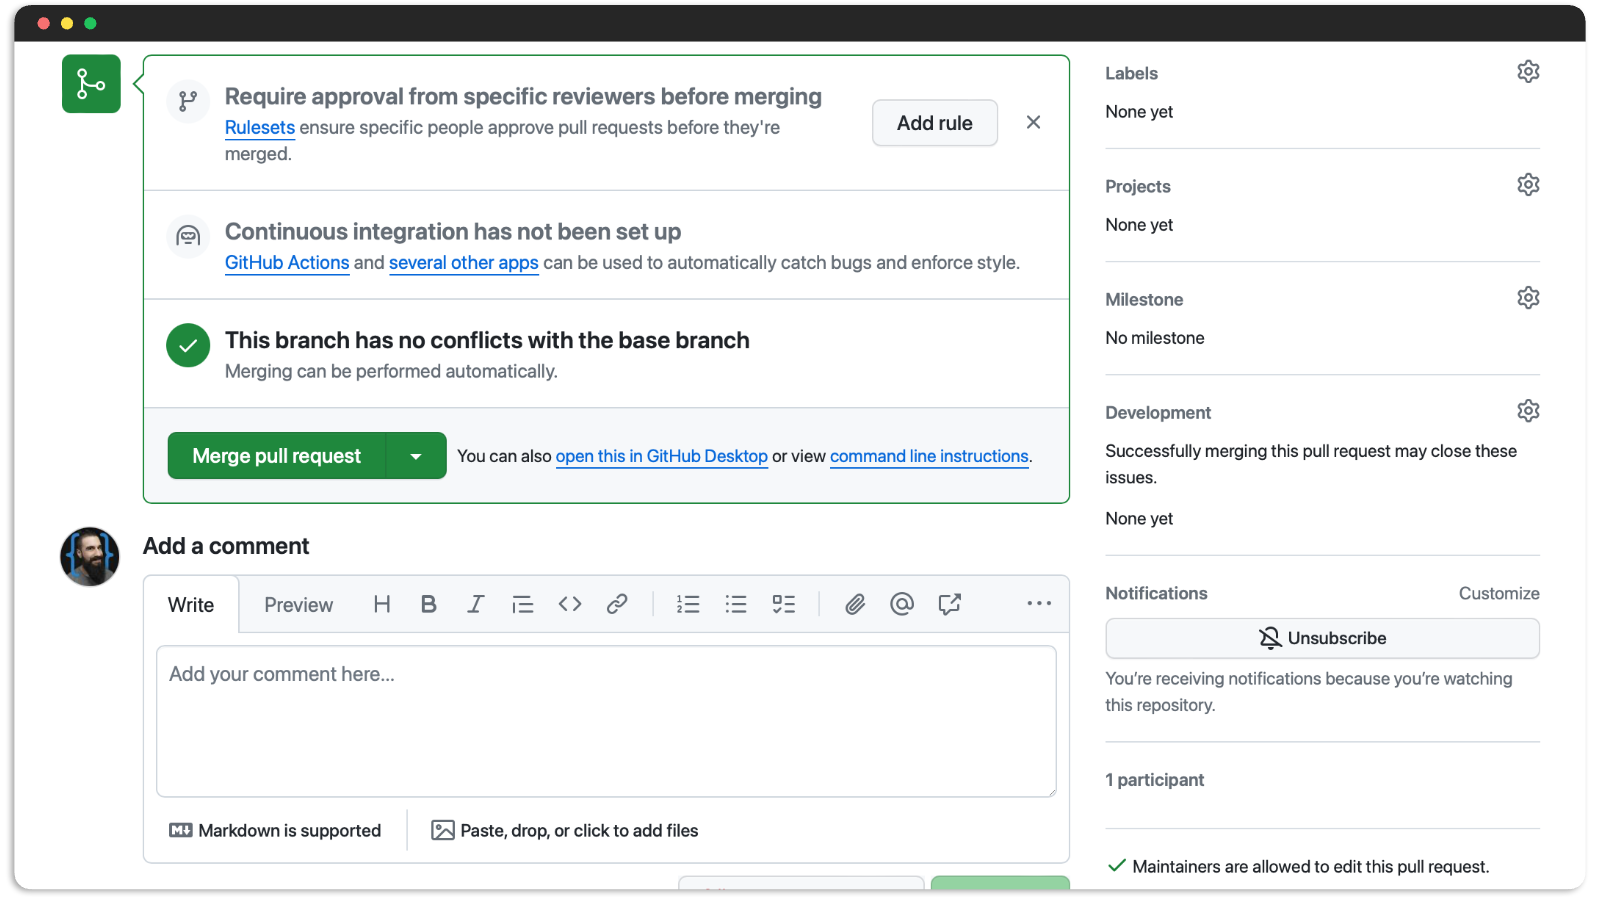 Require approval from specific reviewers before merging
Rulesets ensure specific people approve pull requests before they're
merged.
Add rule
Continuous integration has not been set up
GitHub Actions and several other apps can be used to automatically catch bugs and enforce style.
This branch has no conflicts with the base branch
Merging can be performed automatically.
Merge pull request
You can also open this in GitHub Desktop or view command line instructions.
Add a comment
Write
Preview
Add your comment here...
Markdown is supported
Paste, drop, or click to add files
Labels
None yet
Projects
None yet
Milestone
No milestone
Development
Successfully merging this pull request may close these
issues.
None yet
Notifications
Customize
Unsubscribe
You’re receiving notifications because you’re watching
this repository.
1 participant
Maintainers are allowed to edit this pull request.